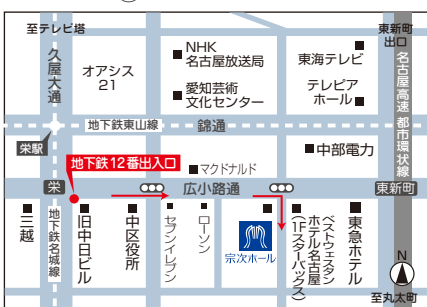 至テレビ塔
東新町
出口
久屋大通
オアシス
21
NHK
名古屋放送局
愛知芸術
文化センター
東海テレビ
テレピア
ホール
名古屋高速 都市環状線
地下鉄東山線
錦通
栄駅
地下鉄12番出入口
マクドナルド
中部電力
栄
広小路通
東新町
三越
地下鉄名城線
旧中日ビル
中区役所
セブンイレブン
ローソン
宗次ホール
ベストウェスタン
ホテル名古屋
(1Fスターバックス)
東急ホテル
N
至丸太町